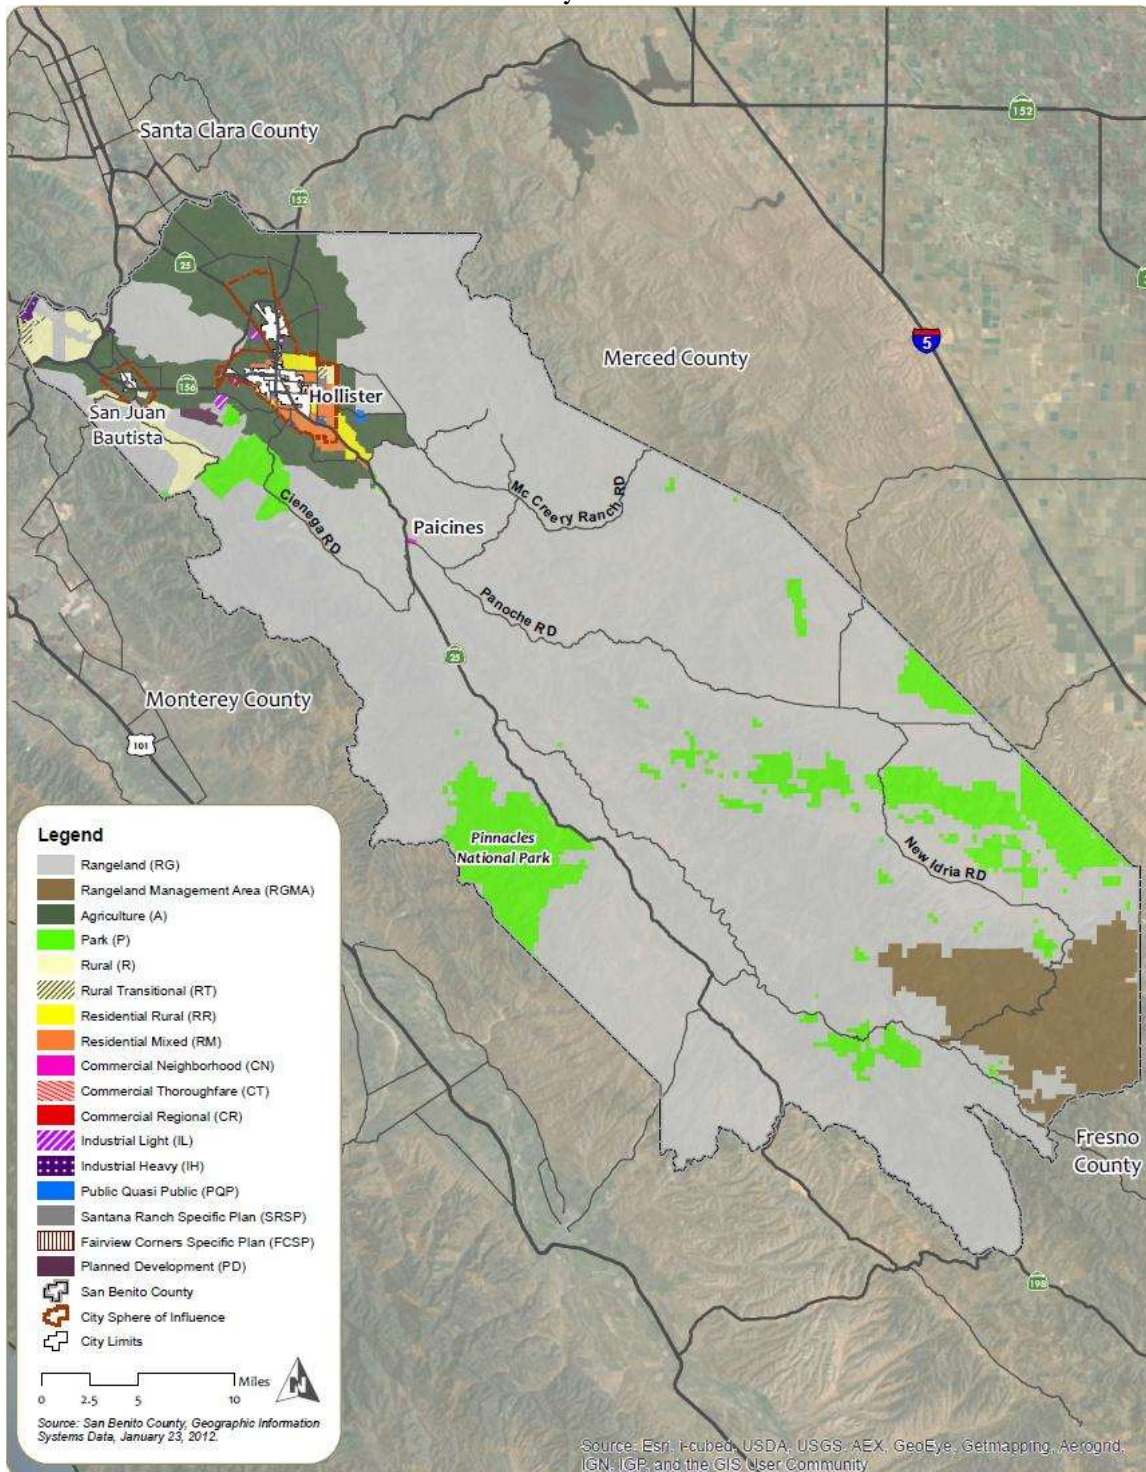 Santa Clara County
152
152
25
5
Merced County
156
Hollister
San Juan
Bautista
Cienega RD
Mc Creery Ranch RD
Paicines
Panoche RD
25
Monterey County
101
Pinnacles
National Park
New Idria RD
Fresno
County
198
Legend
Rangeland (RG)
Rangeland Management Area (RGMA)
Agriculture (A)
Park (P)
Rural (R)
Rural Transitional (RT)
Residential Rural (RR)
Residential Mixed (RM)
Commercial Neighborhood (CN)
Commercial Thoroughfare (CT)
Commercial Regional (CR)
Industrial Light (IL)
Industrial Heavy (IH)
Public Quasi Public (PQP)
Santana Ranch Specific Plan (SRSP)
Fairview Corners Specific Plan (FCSP)
Planned Development (PD)
San Benito County
City Sphere of Influence
City Limits
Miles
0 2.5 5 10
N
Source: San Benito County, Geographic Information
Systems Data, January 23, 2012.
Source: Esri, i-cubed, USDA, USGS, AEX, GeoEye, Getmapping, Aerogrid,
IGN, IGP, and the GIS User Community